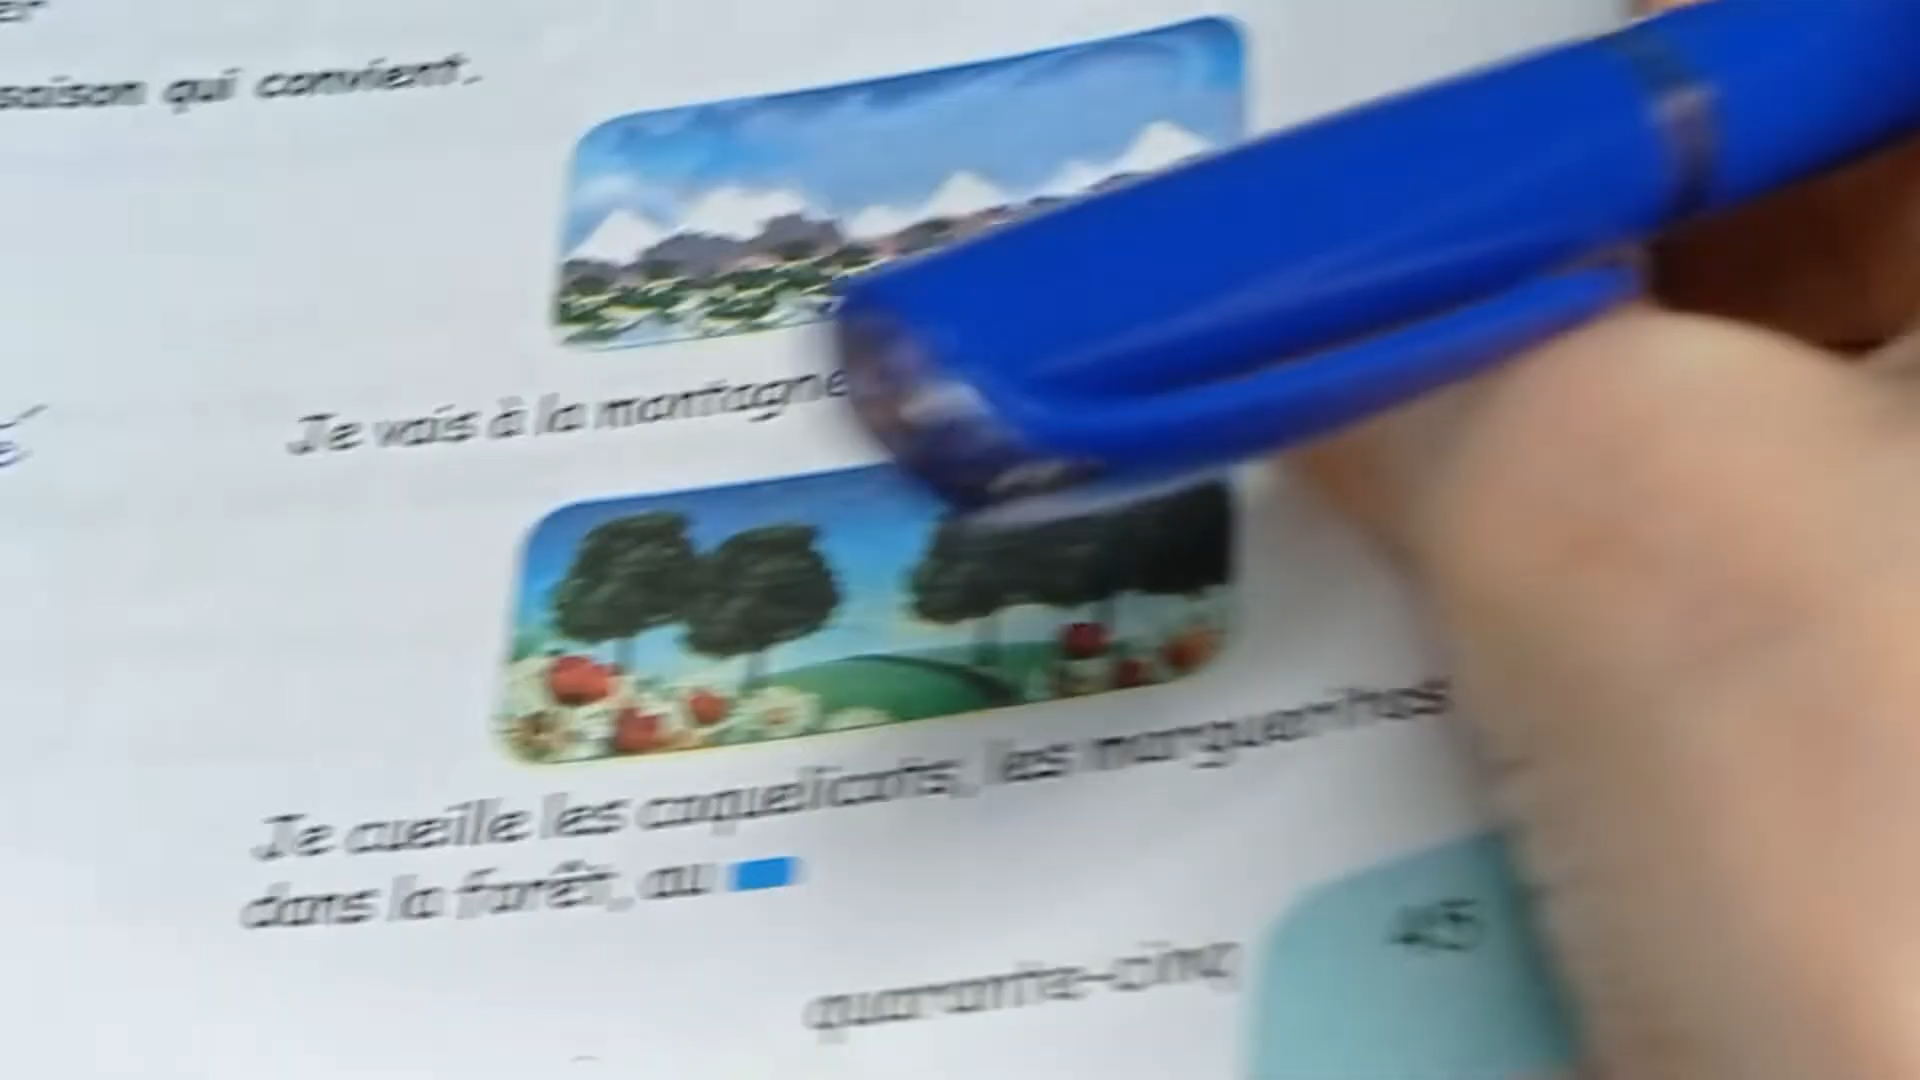 saison qui convient.
Je vais à la montagne
Je cueille les coquelicots, les marguerites
dans la forêt, au
quarante-cinq
45